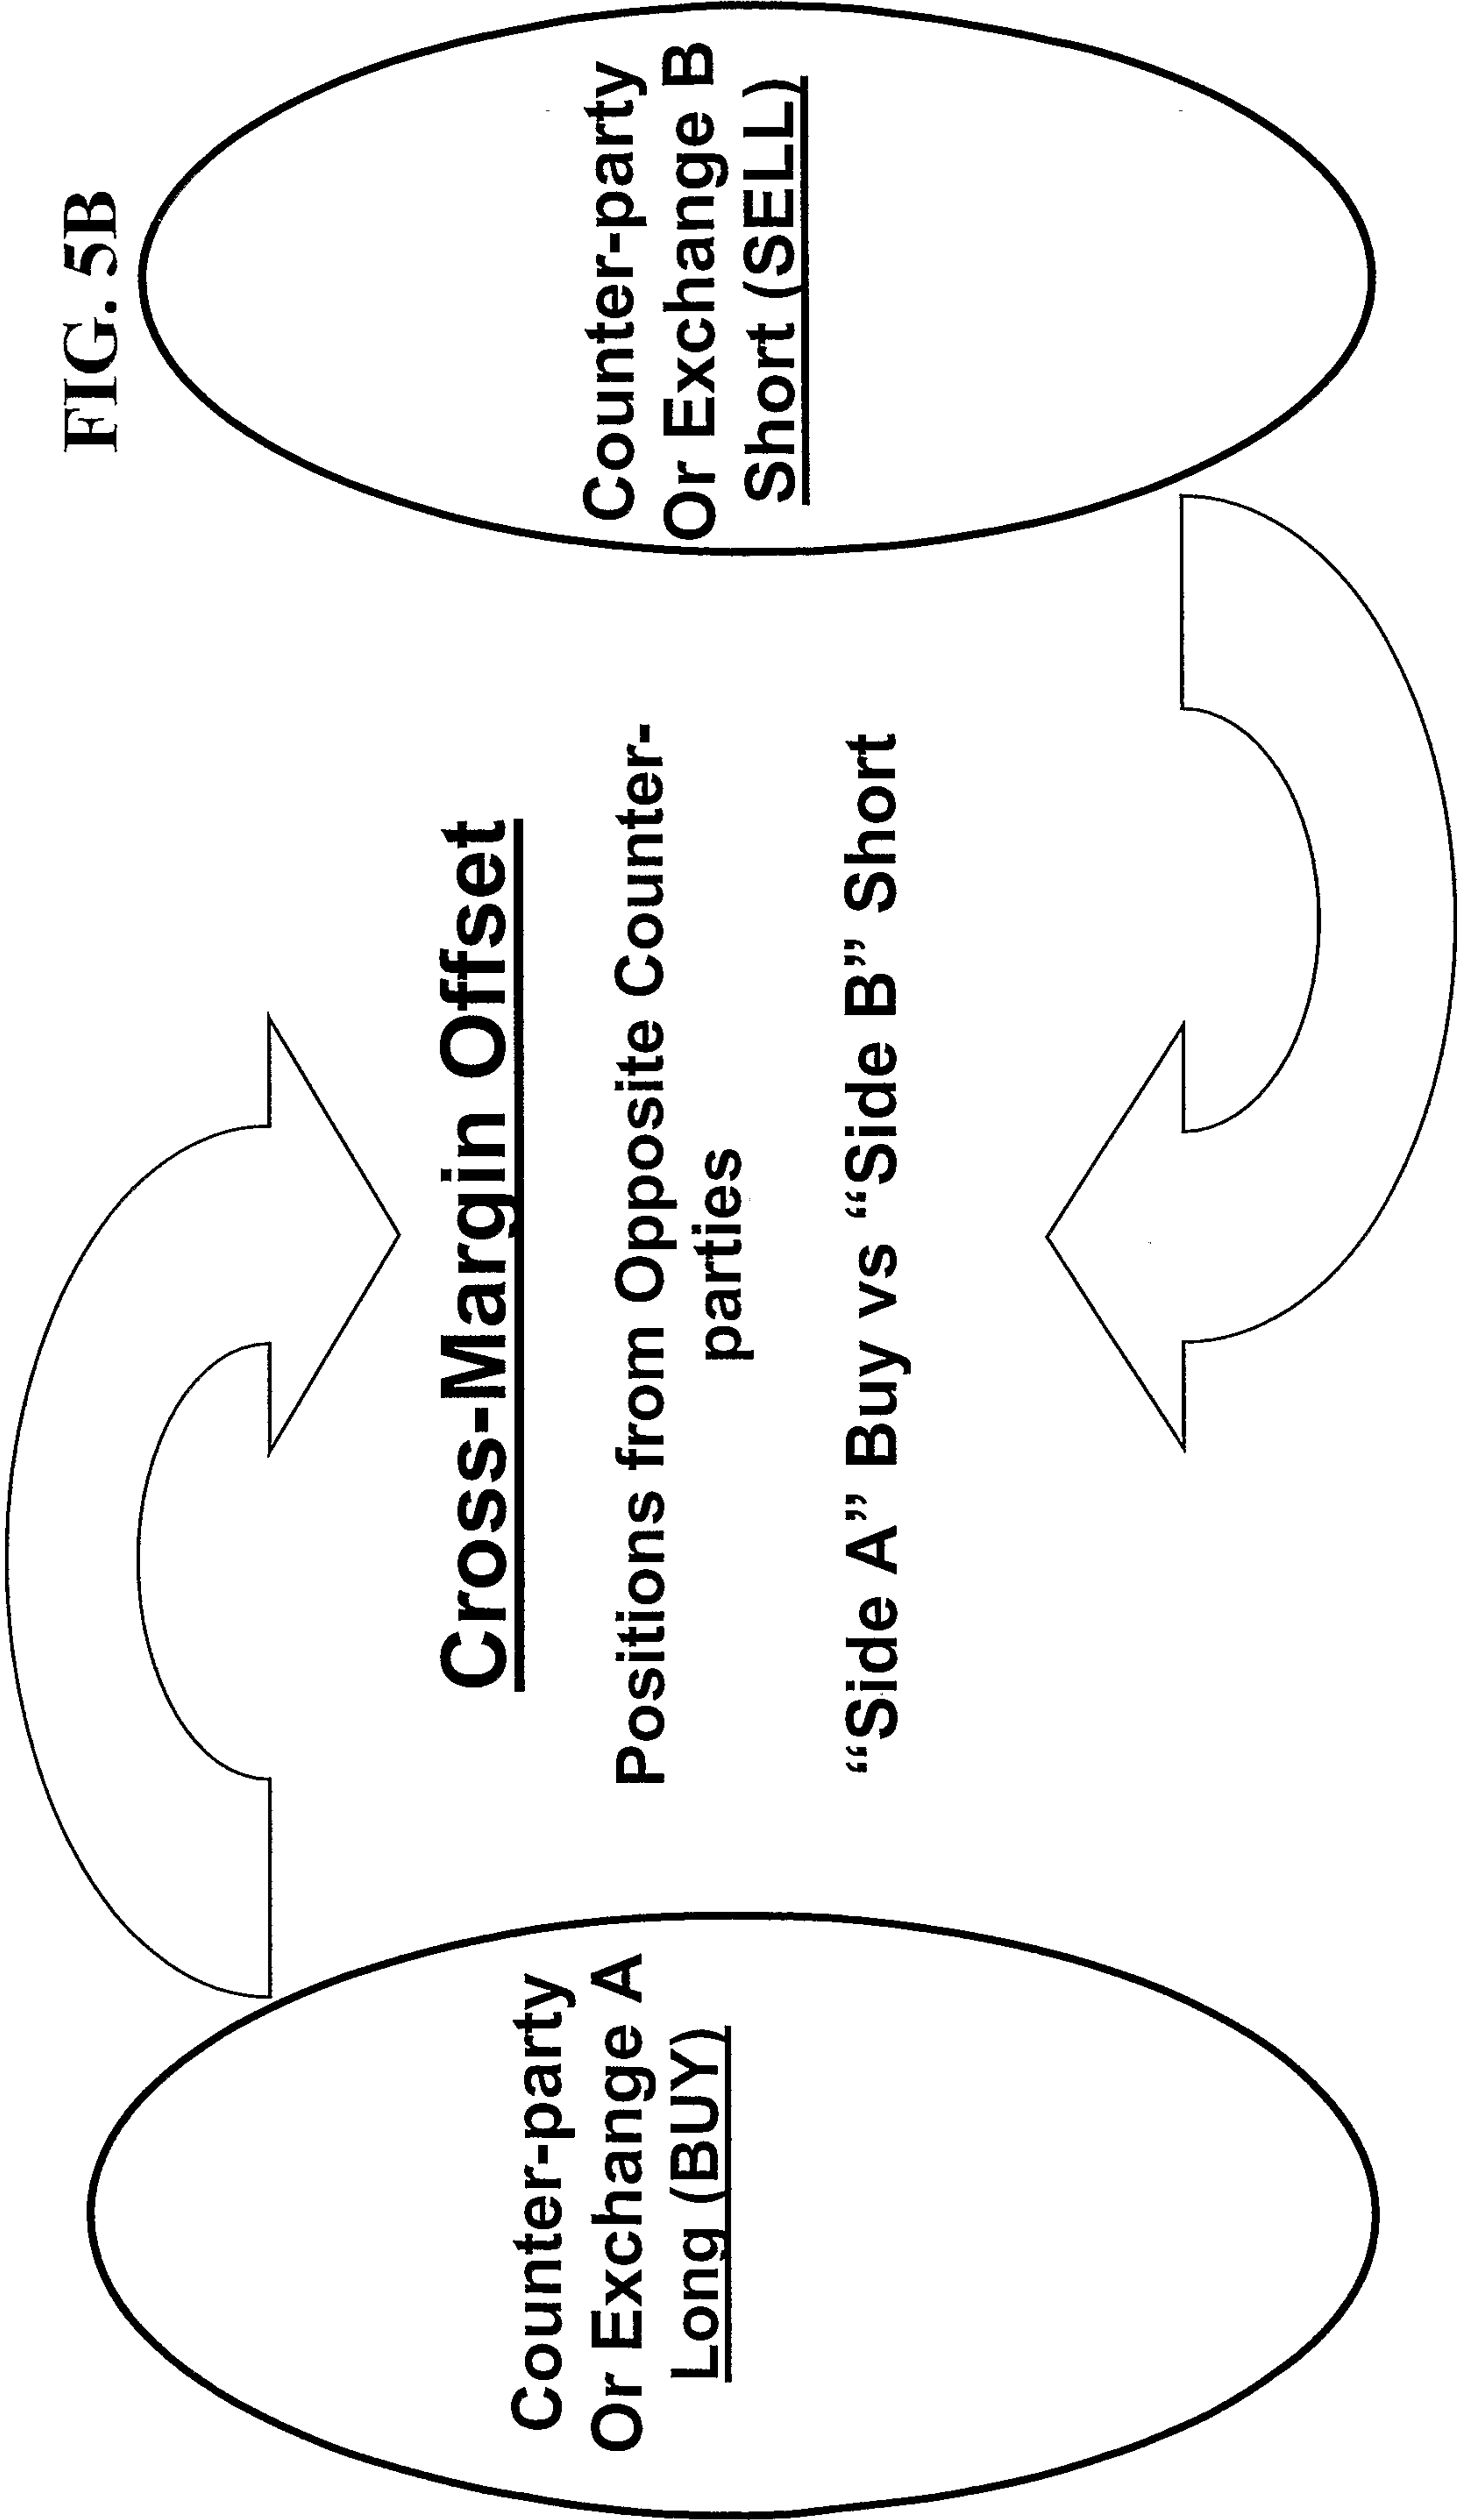 FIG. 5B
Counter-party
Or Exchange A
Long (BUY)
Cross-Margin Offset
Positions from Opposite Counter-
parties
“Side A” Buy vs “Side B” Short
Counter-party
Or Exchange B
Short (SELL)